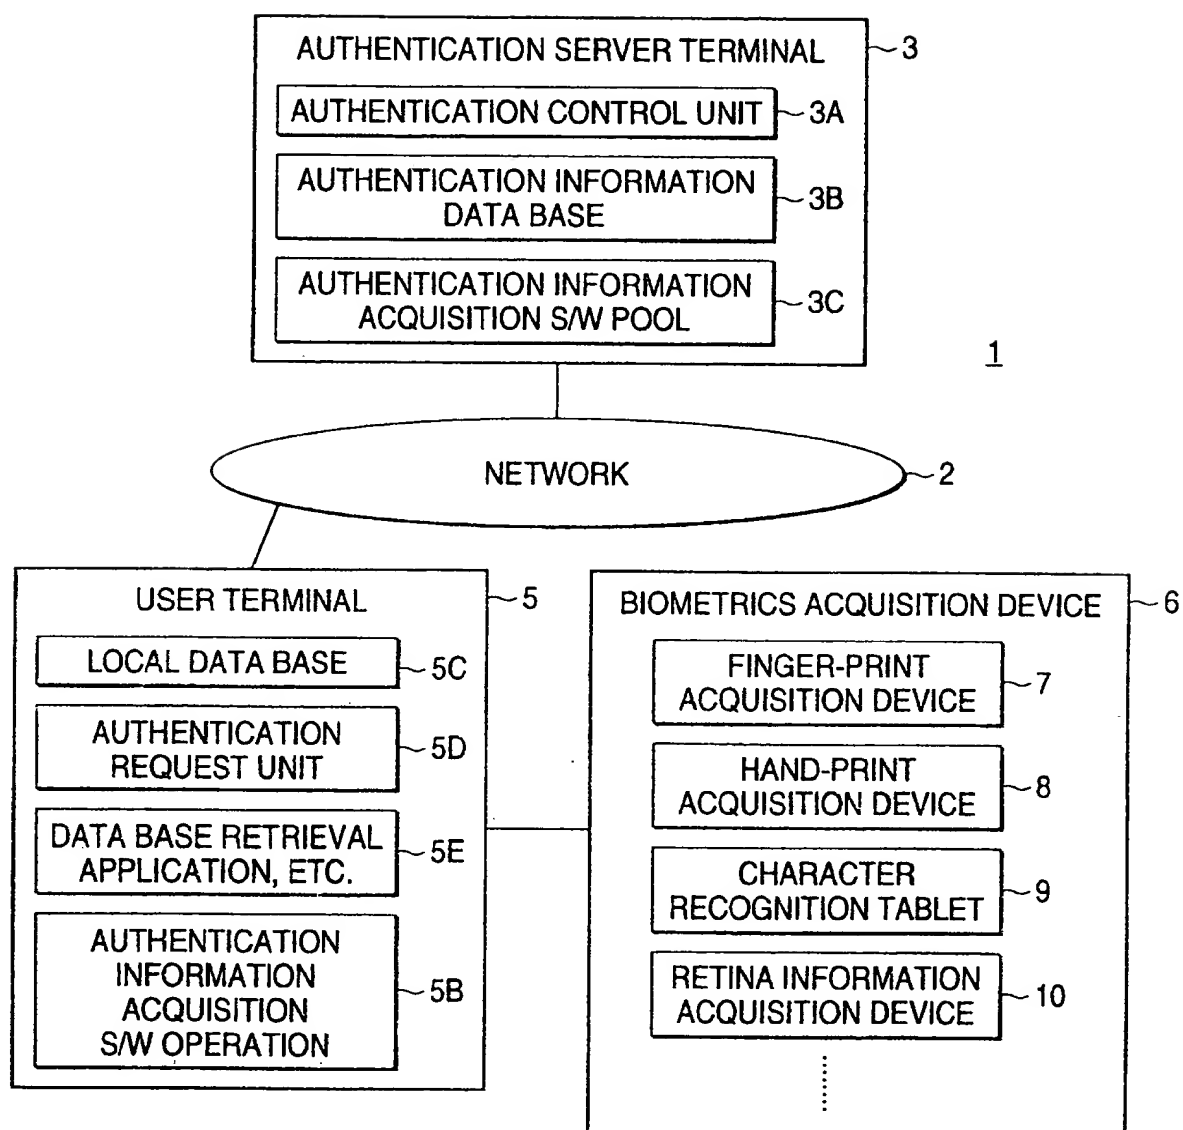 AUTHENTICATION SERVER TERMINAL
3
AUTHENTICATION CONTROL UNIT
3A
AUTHENTICATION INFORMATION
DATA BASE
3B
AUTHENTICATION INFORMATION
ACQUISITION S/W POOL
3C
1
NETWORK
2
USER TERMINAL
5
LOCAL DATA BASE
5C
AUTHENTICATION
REQUEST UNIT
5D
DATA BASE RETRIEVAL
APPLICATION, ETC.
5E
AUTHENTICATION
INFORMATION
ACQUISITION
S/W OPERATION
5B
BIOMETRICS ACQUISITION DEVICE
6
FINGER-PRINT
ACQUISITION DEVICE
7
HAND-PRINT
ACQUISITION DEVICE
8
CHARACTER
RECOGNITION TABLET
9
RETINA INFORMATION
ACQUISITION DEVICE
10